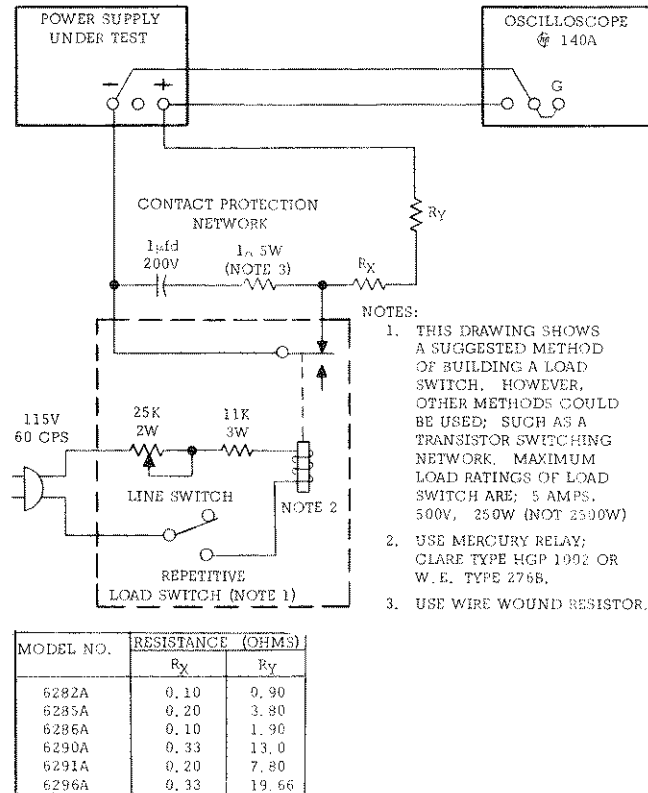 POWER SUPPLY
UNDER TEST
OSCILLOSCOPE
hp 140A
- +
G
CONTACT PROTECTION
NETWORK
1μfd
200V
1Ω 5W
(NOTE 3)
RX
RY
115V
60 CPS
25K
2W
11K
3W
LINE SWITCH
NOTE 2
REPETITIVE
LOAD SWITCH (NOTE 1)
NOTES:
1. THIS DRAWING SHOWS
A SUGGESTED METHOD
OF BUILDING A LOAD
SWITCH. HOWEVER,
OTHER METHODS COULD
BE USED; SUCH AS A
TRANSISTOR SWITCHING
NETWORK. MAXIMUM
LOAD RATINGS OF LOAD
SWITCH ARE; 5 AMPS,
500V, 250W (NOT 2500W)
2. USE MERCURY RELAY;
CLARE TYPE HGP 1002 OR
W.E. TYPE 276B.
3. USE WIRE WOUND RESISTOR.
MODEL NO. RESISTANCE (OHMS)
RX RY
6282A 0.10 0.90
6285A 0.20 3.80
6286A 0.10 1.90
6290A 0.33 13.0
6291A 0.20 7.80
6296A 0.33 19.66